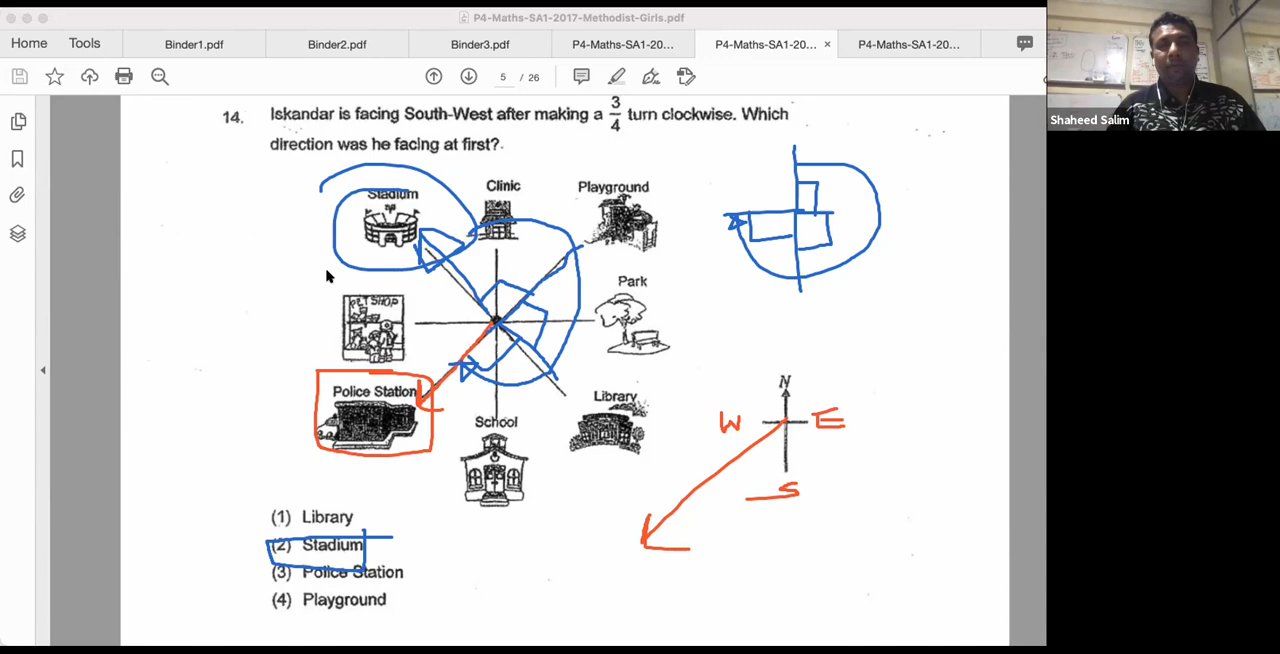 P4-Maths-SA1-2017-Methodist-Girls.pdf
Home Tools Binder1.pdf Binder2.pdf Binder3.pdf P4-Maths-SA1-20... P4-Maths-SA1-20... × P4-Maths-SA1-20...
5 / 26
Shaheed Salim
14. Iskandar is facing South-West after making a 3/4 turn clockwise. Which
direction was he facing at first?
Stadium Clinic Playground
Park
PET SHOP
Police Station Library
School
N
W E
S
(1) Library
(2) Stadium
(3) Police Station
(4) Playground